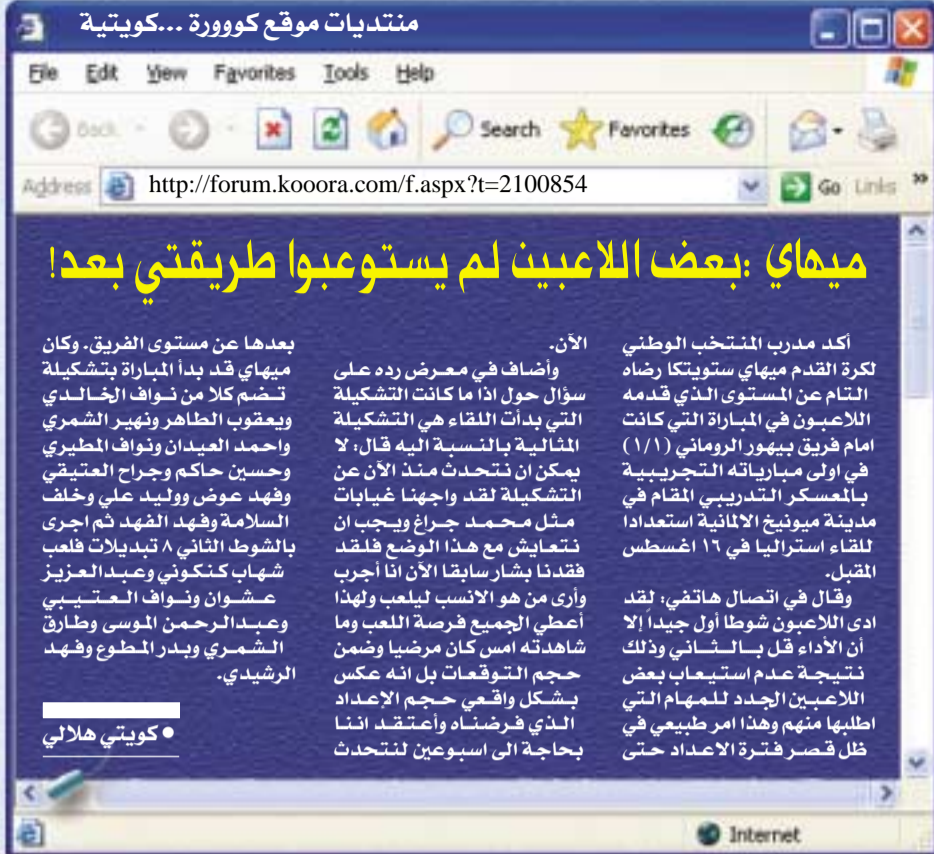 منتديات موقع كووورة ...كويتية
File Edit View Favorites Tools Help
Back Search Favorites
Address http://forum.kooora.com/f.aspx?t=2100854 Go Links »
ميهاي :بعض اللاعبين لم يستوعبوا طريقتي بعد!
أكد مدرب المنتخب الوطني
لكرة القدم ميهاي ستويتكا رضاه
التام عن المستوى الذي قدمه
اللاعبون في المباراة التي كانت
امام فريق بيهور الروماني (١/١)
في اولى مبارياته التجريبية
بالمعسكر التدريبي المقام في
مدينة ميونيخ الالمانية استعدادا
للقاء استراليا في ١٦ اغسطس
المقبل.
وقال في اتصال هاتفي: لقد
ادى اللاعبون شوطا أول جيداً إلا
أن الأداء قل بالثاني وذلك
نتيجة عدم استيعاب بعض
اللاعبين الجدد للمهام التي
اطلبها منهم وهذا امر طبيعي في
ظل قصر فترة الاعداد حتى
الآن.
وأضاف في معرض رده على
سؤال حول اذا ما كانت التشكيلة
التي بدأت اللقاء هي التشكيلة
المثالية بالنسبة اليه قال: لا
يمكن ان نتحدث منذ الآن عن
التشكيلة لقد واجهنا غيابات
مثل محمد جراغ ويجب ان
نتعايش مع هذا الوضع فلقد
فقدنا بشار سابقا الآن انا أجرب
وأرى من هو الانسب ليلعب ولهذا
أعطي الجميع فرصة اللعب وما
شاهدته امس كان مرضيا وضمن
حجم التوقعات بل انه عكس
بشكل واقعي حجم الإعداد
الذي فرضناه وأعتقد اننا
بحاجة الى اسبوعين لنتحدث
بعدها عن مستوى الفريق. وكان
ميهاي قد بدأ المباراة بتشكيلة
تضم كلا من نواف الخالدي
ويعقوب الطاهر ونهير الشمري
واحمد العيدان ونواف المطيري
وحسين حاكم وجراح العتيقي
وفهد عوض ووليد علي وخلف
السلامة وفهد الفهد ثم اجرى
بالشوط الثاني ٨ تبديلات فلعب
شهاب كنكوني وعبدالعزيز
عشوان ونواف العتيبي
وعبدالرحمن الموسى وطارق
الشمري وبدر المطوع وفهد
الرشيدي.
● كويتي هلالي
Internet